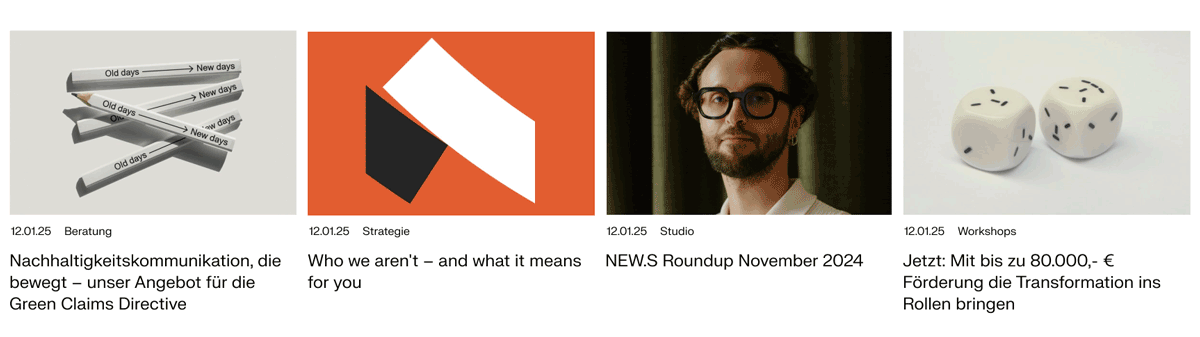 Old days → New days
Old days → New days
Old days → New days
Ol
w days
Old days
12.01.25 Beratung
Nachhaltigkeitskommunikation, die
bewegt – unser Angebot für die
Green Claims Directive
12.01.25 Strategie
Who we aren't – and what it means
for you
12.01.25 Studio
NEW.S Roundup November 2024
12.01.25 Workshops
Jetzt: Mit bis zu 80.000,- €
Förderung die Transformation ins
Rollen bringen